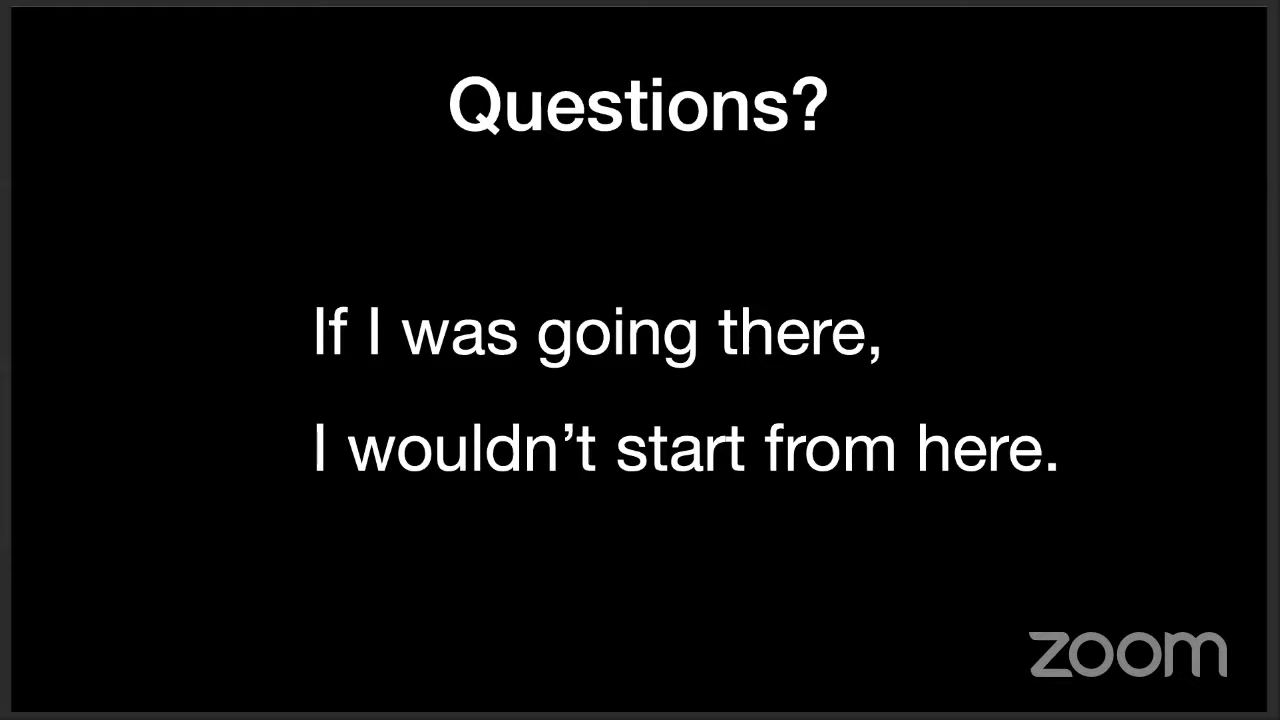 Questions?
If I was going there,
I wouldn’t start from here.
zoom